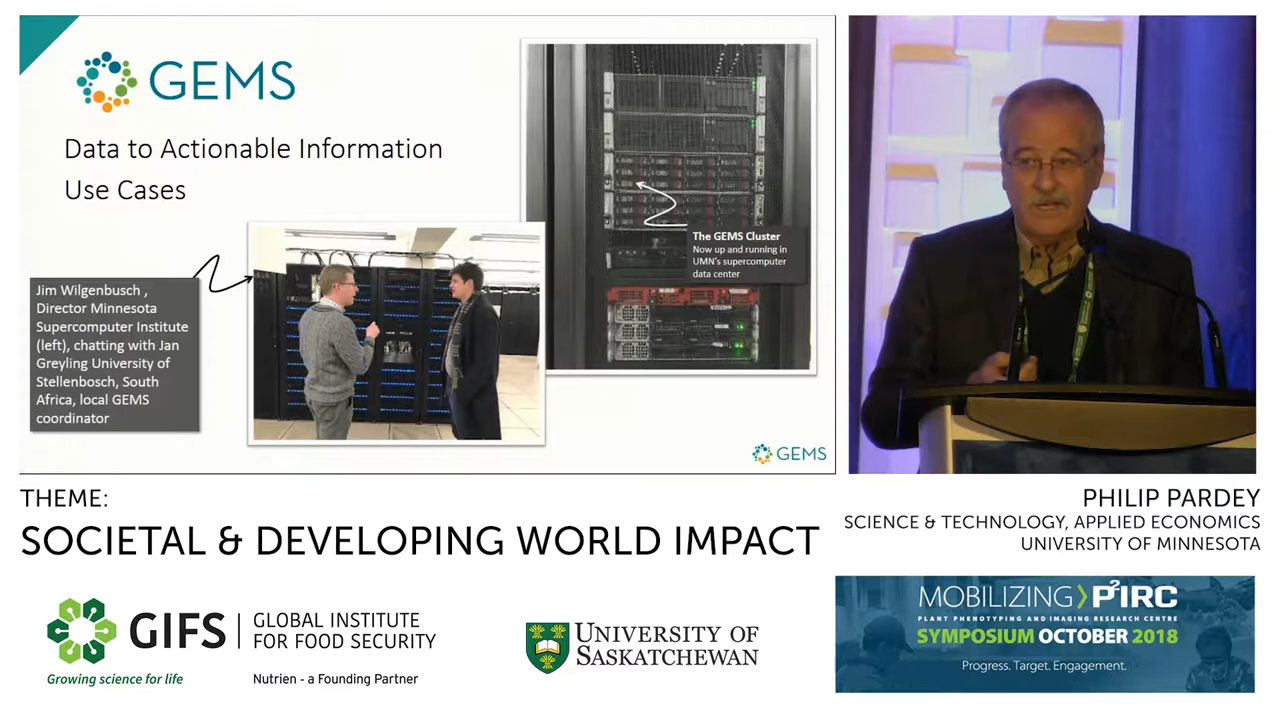 GEMS
Data to Actionable Information
Use Cases
The GEMS Cluster
Now up and running in
UMN's supercomputer
data center
Jim Wilgenbusch ,
Director Minnesota
Supercomputer Institute
(left), chatting with Jan
Greyling University of
Stellenbosch, South
Africa, local GEMS
coordinator
GEMS
THEME:
SOCIETAL & DEVELOPING WORLD IMPACT
PHILIP PARDEY
SCIENCE & TECHNOLOGY, APPLIED ECONOMICS
UNIVERSITY OF MINNESOTA
GIFS
GLOBAL INSTITUTE
FOR FOOD SECURITY
Growing science for life
Nutrien - a Founding Partner
UNIVERSITY OF
SASKATCHEWAN
MOBILIZING P²IRC
PLANT PHENOTYPING AND IMAGING RESEARCH CENTRE
SYMPOSIUM OCTOBER 2018
Progress. Target. Engagement.